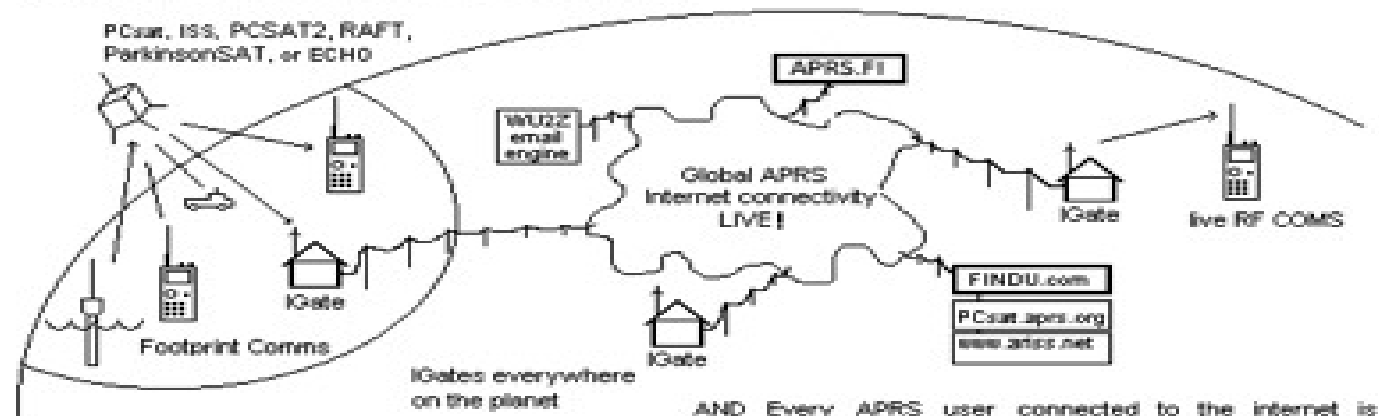 PCsat, ISS, PCSAT2, RAFT,
ParkinsonSAT, or ECHO
APRS.FI
WU2Z
email
engine
Global APRS
Internet connectivity
LIVE!
IGate
live RF COMS
IGate
FINDU.com
PCsat.aprs.org
www.ariss.net
Footprint Comms
IGate
IGates everywhere
on the planet
AND Every APRS user connected to the internet is